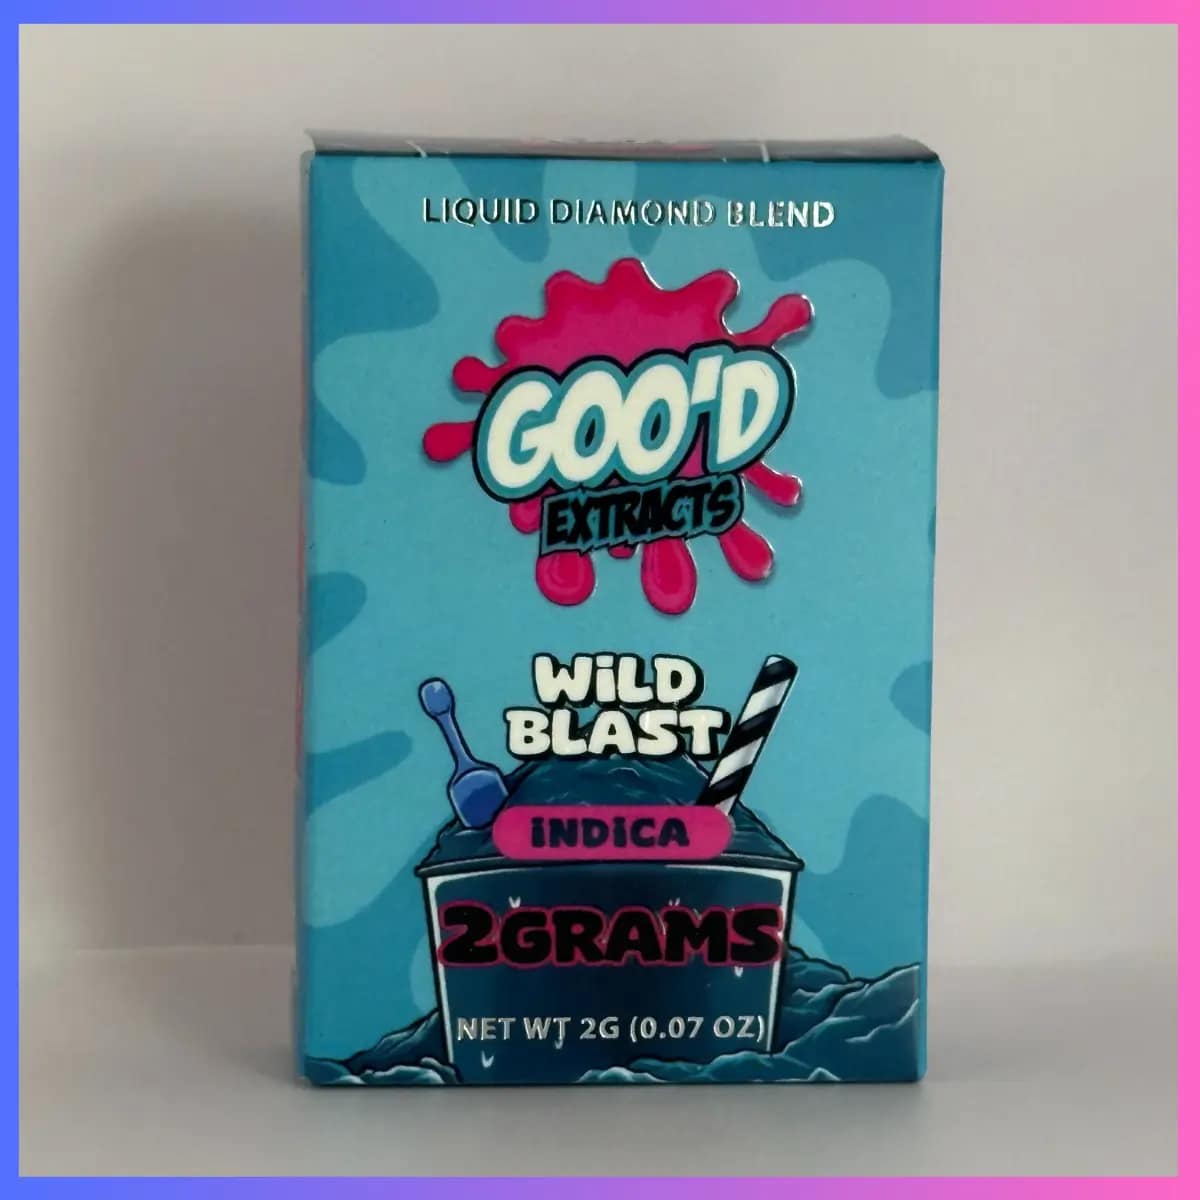 LIQUID DIAMOND BLEND
GOO'D
EXTRACTS
WiLD
BLAST
iNDiCA
2GRAMS
NET WT 2G (0.07 OZ)